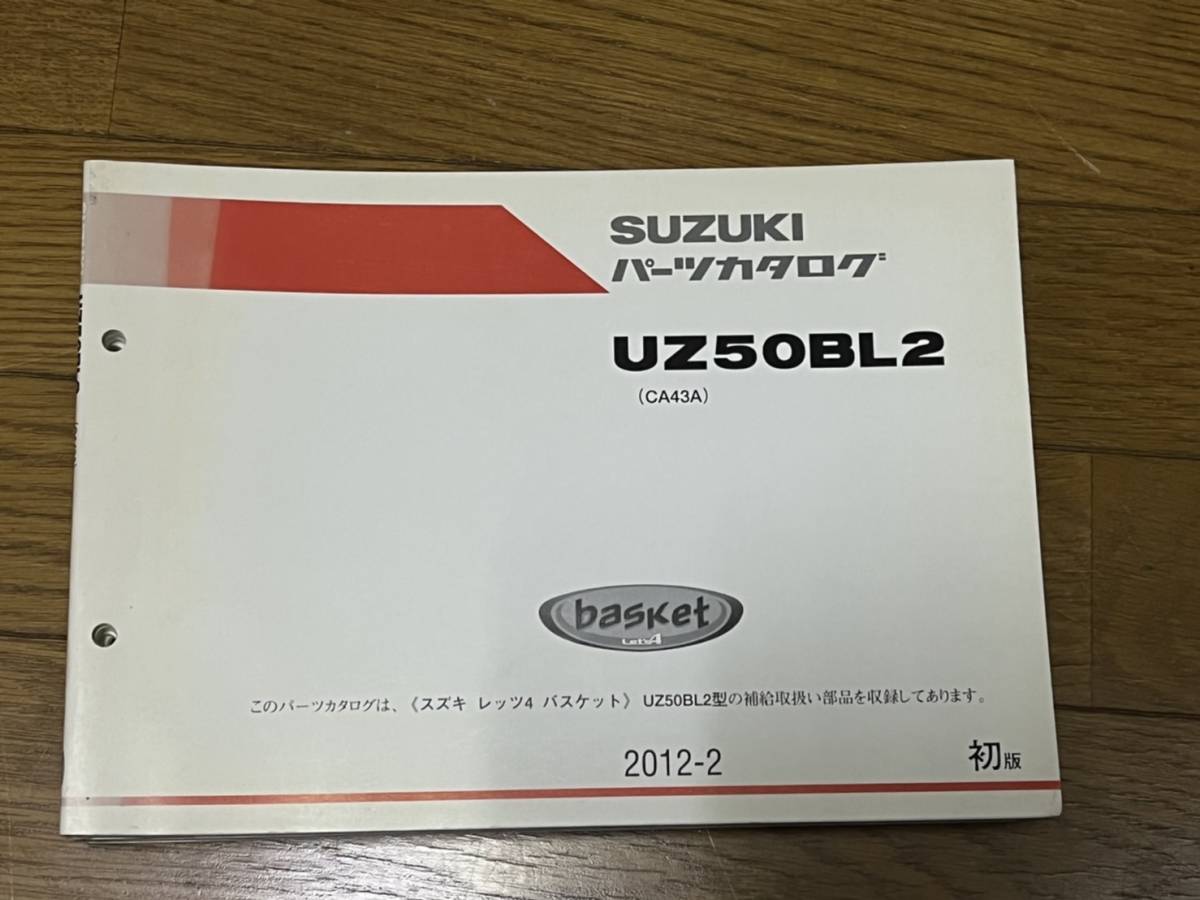 SUZUKI
パーツカタログ
UZ50BL2
（CA43A）
basket
Let's4
このパーツカタログは、《スズキ レッツ4 バスケット》 UZ50BL2型の補給取扱い部品を収録してあります。
2012-2
初版